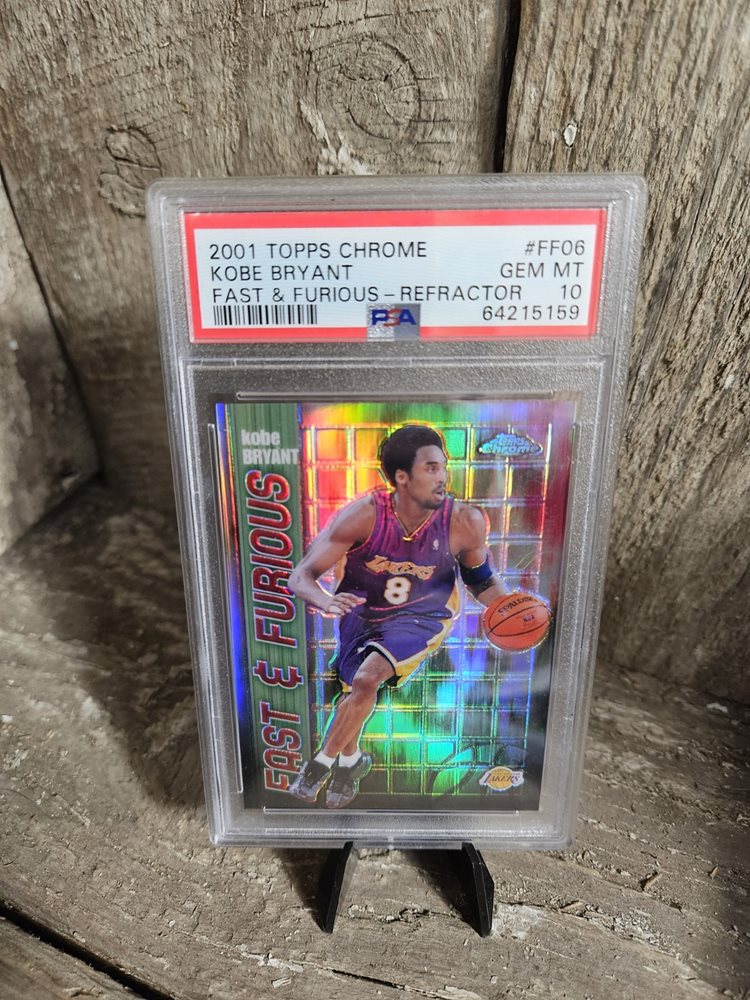 2001 TOPPS CHROME #FF06
KOBE BRYANT GEM MT
FAST & FURIOUS - REFRACTOR 10
PSA 64215159
kobe
BRYANT
FAST & FURIOUS
Topps
Chrome
LAKERS
8
LAKERS